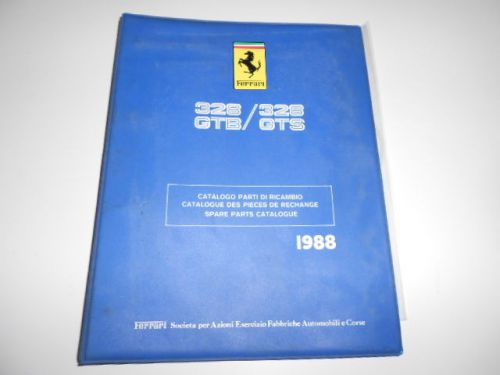 Ferrari
328 / 328
GTB / GTS
CATALOGO PARTI DI RICAMBIO
CATALOGUE DES PIECES DE RECHANGE
SPARE PARTS CATALOGUE
1988
Ferrari Societa per Azioni Esercizio Fabbriche Automobili e Corse